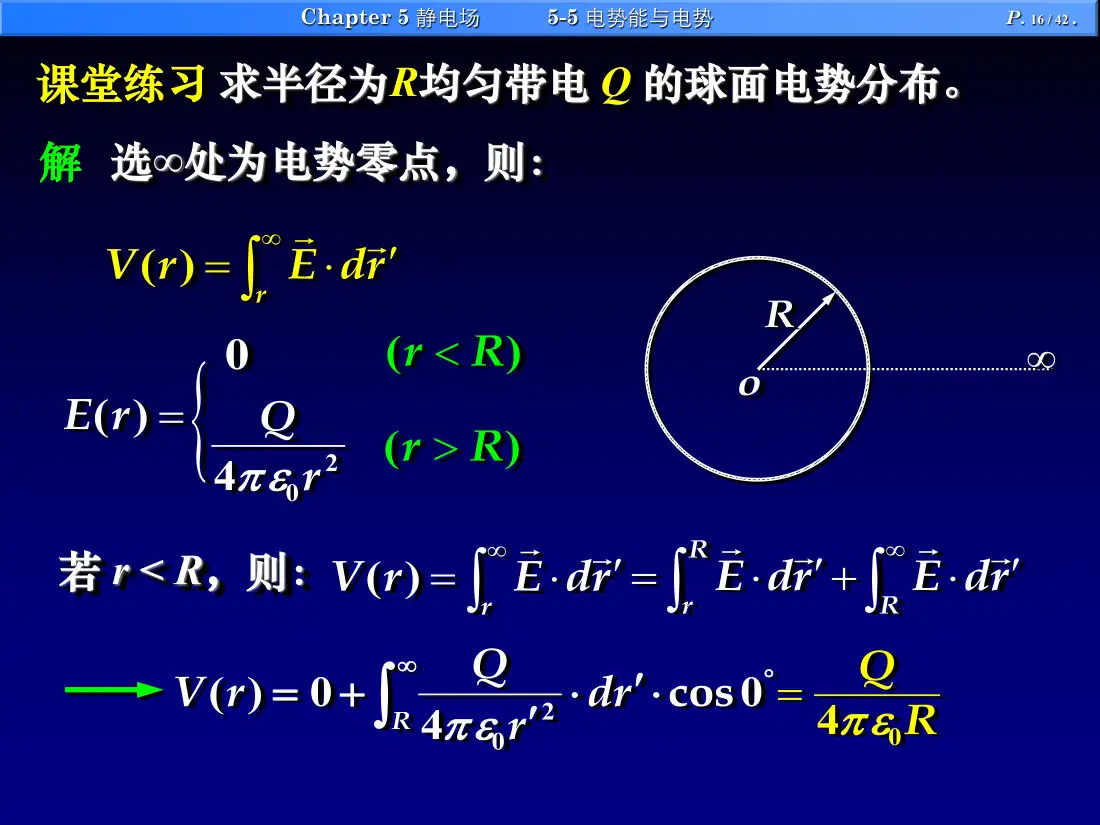 Chapter 5 静电场 5-5 电势能与电势 P. 16 / 42 .
课堂练习 求半径为R均匀带电 Q 的球面电势分布。
解 选∞处为电势零点，则：
V(r) = ∫_r^∞ E⃗ · dr⃗′
E(r) = { 0 (r < R)
Q / 4πε₀r² (r > R)
R
o
∞
若 r < R，则： V(r) = ∫_r^∞ E⃗ · dr⃗′ = ∫_r^R E⃗ · dr⃗′ + ∫_R^∞ E⃗ · dr⃗′
V(r) = 0 + ∫_R^∞ Q / 4πε₀r′² · dr′ · cos 0° = Q / 4πε₀R